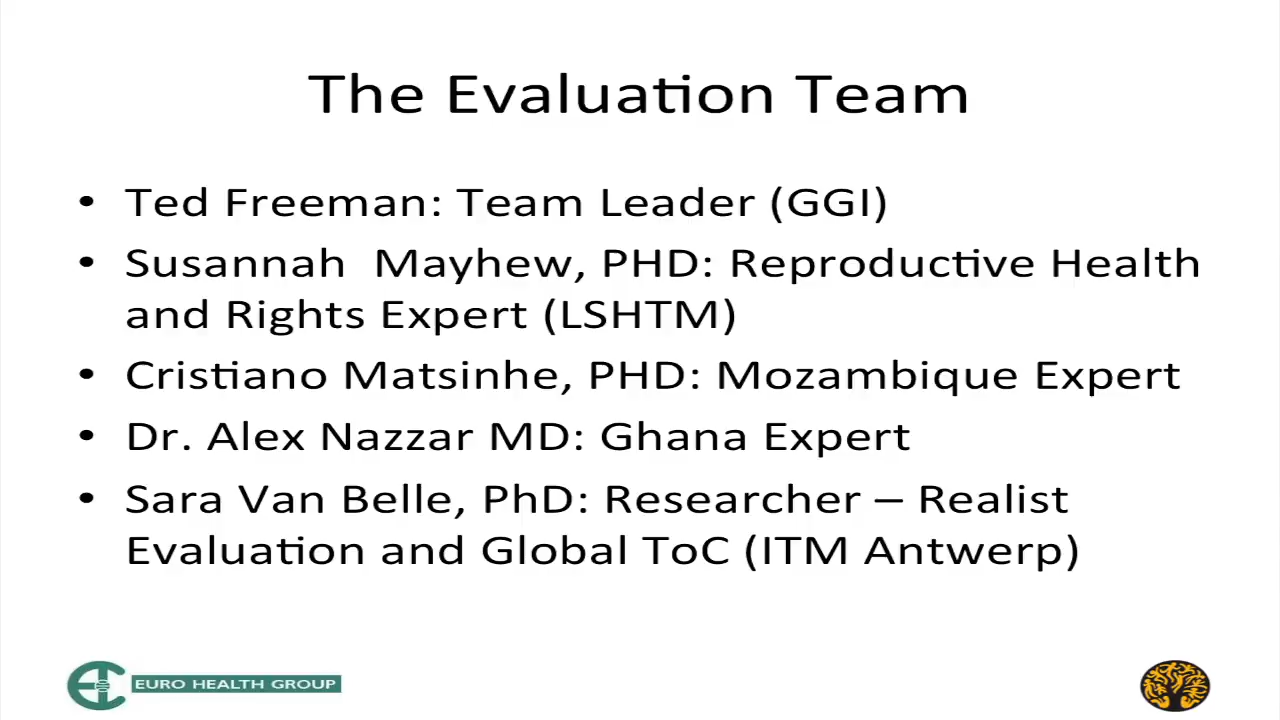 The Evaluation Team
• Ted Freeman: Team Leader (GGI)
• Susannah Mayhew, PHD: Reproductive Health
and Rights Expert (LSHTM)
• Cristiano Matsinhe, PHD: Mozambique Expert
• Dr. Alex Nazzar MD: Ghana Expert
• Sara Van Belle, PhD: Researcher – Realist
Evaluation and Global ToC (ITM Antwerp)
EURO HEALTH GROUP